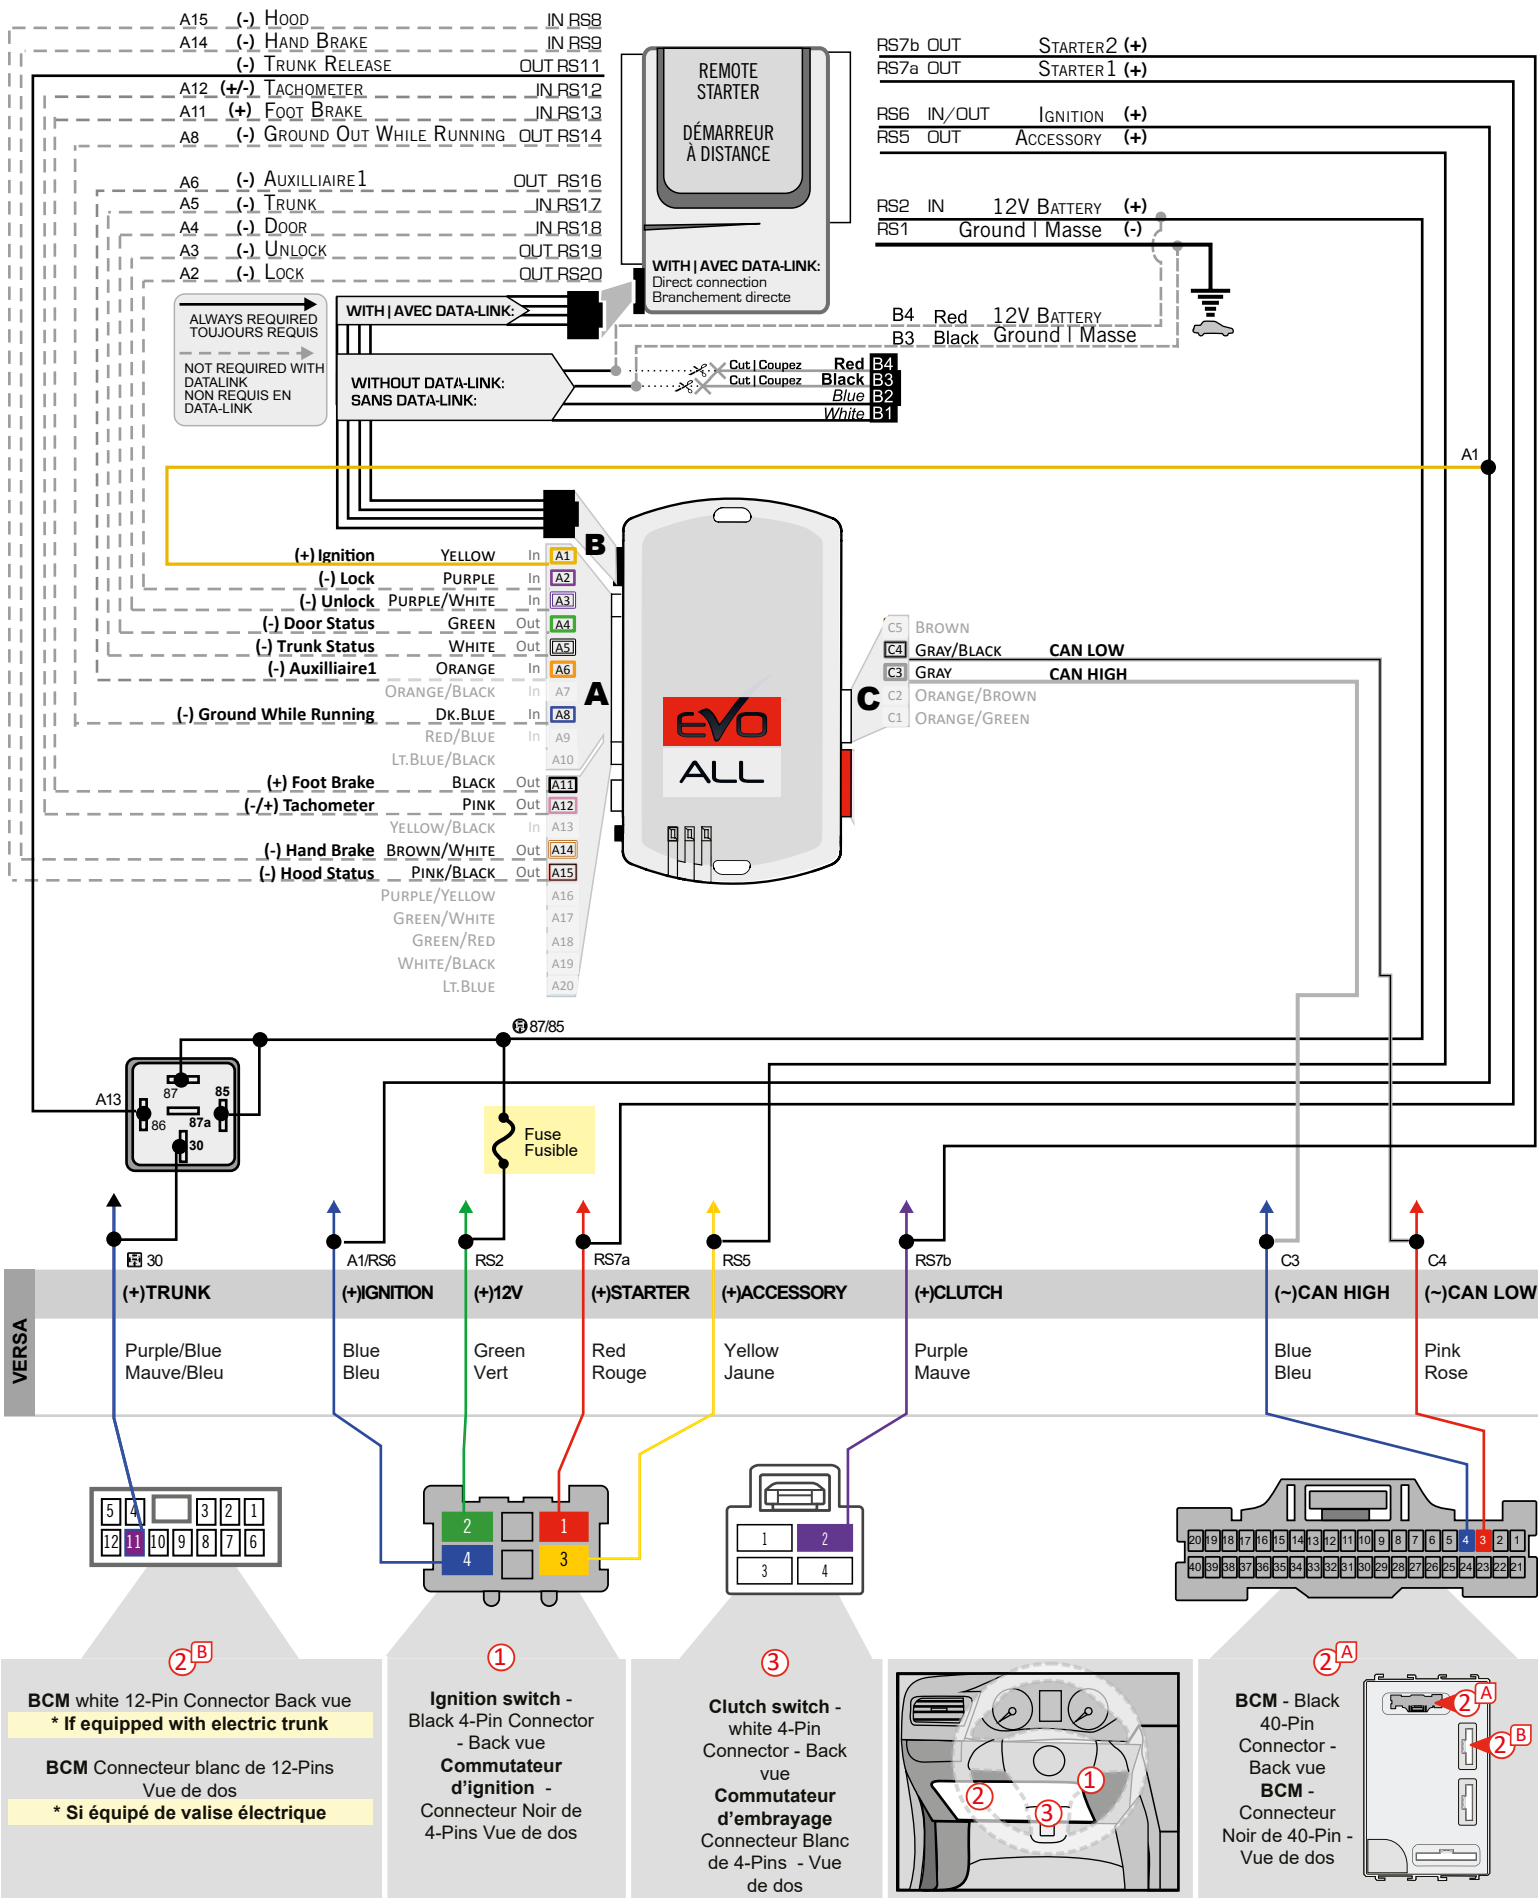 A15 (-) HOOD IN RS8
A14 (-) HAND BRAKE IN RS9
(-) TRUNK RELEASE OUT RS11
A12 (+/-) TACHOMETER IN RS12
A11 (+) FOOT BRAKE IN RS13
A8 (-) GROUND OUT WHILE RUNNING OUT RS14
A6 (-) AUXILLIAIRE1 OUT RS16
A5 (-) TRUNK IN RS17
A4 (-) DOOR IN RS18
A3 (-) UNLOCK OUT RS19
A2 (-) LOCK OUT RS20
REMOTE
STARTER
DÉMARREUR
À DISTANCE
WITH | AVEC DATA-LINK:
Direct connection
Branchement directe
RS7b OUT STARTER2 (+)
RS7a OUT STARTER1 (+)
RS6 IN/OUT IGNITION (+)
RS5 OUT ACCESSORY (+)
RS2 IN 12V BATTERY (+)
RS1 Ground | Masse (-)
B4 Red 12V BATTERY
B3 Black Ground | Masse
ALWAYS REQUIRED
TOUJOURS REQUIS
NOT REQUIRED WITH
DATALINK
NON REQUIS EN
DATA-LINK
WITH | AVEC DATA-LINK:
WITHOUT DATA-LINK:
SANS DATA-LINK:
Cut | Coupez Red B4
Cut | Coupez Black B3
Blue B2
White B1
A1
(+) Ignition YELLOW In A1
(-) Lock PURPLE In A2
(-) Unlock PURPLE/WHITE In A3
(-) Door Status GREEN Out A4
(-) Trunk Status WHITE Out A5
(-) Auxilliaire1 ORANGE In A6
ORANGE/BLACK In A7
(-) Ground While Running DK.BLUE In A8
RED/BLUE In A9
LT.BLUE/BLACK A10
(+) Foot Brake BLACK Out A11
(-/+) Tachometer PINK Out A12
YELLOW/BLACK In A13
(-) Hand Brake BROWN/WHITE Out A14
(-) Hood Status PINK/BLACK Out A15
PURPLE/YELLOW A16
GREEN/WHITE A17
GREEN/RED A18
WHITE/BLACK A19
LT.BLUE A20
B
A
C
EVO
ALL
C5 BROWN
C4 GRAY/BLACK CAN LOW
C3 GRAY CAN HIGH
C2 ORANGE/BROWN
C1 ORANGE/GREEN
87/85
A13
87
85
86
87a
30
Fuse
Fusible
30
A1/RS6
RS2
RS7a
RS5
RS7b
C3
C4
VERSA
(+)TRUNK
(+)IGNITION
(+)12V
(+)STARTER
(+)ACCESSORY
(+)CLUTCH
(~)CAN HIGH
(~)CAN LOW
Purple/Blue
Mauve/Bleu
Blue
Bleu
Green
Vert
Red
Rouge
Yellow
Jaune
Purple
Mauve
Blue
Bleu
Pink
Rose
5 4 3 2 1
12 11 10 9 8 7 6
2 1
4 3
1 2
3 4
20 19 18 17 16 15 14 13 12 11 10 9 8 7 6 5 4 3 2 1
40 39 38 37 36 35 34 33 32 31 30 29 28 27 26 25 24 23 22 21
2 B
BCM white 12-Pin Connector Back vue
* If equipped with electric trunk
BCM Connecteur blanc de 12-Pins
Vue de dos
* Si équipé de valise électrique
1
Ignition switch -
Black 4-Pin Connector
- Back vue
Commutateur
d'ignition -
Connecteur Noir de
4-Pins Vue de dos
3
Clutch switch -
white 4-Pin
Connector - Back
vue
Commutateur
d'embrayage
Connecteur Blanc
de 4-Pins - Vue
de dos
1
2
3
2 A
BCM - Black
40-Pin
Connector -
Back vue
BCM -
Connecteur
Noir de 40-Pin -
Vue de dos
2 A
2 B